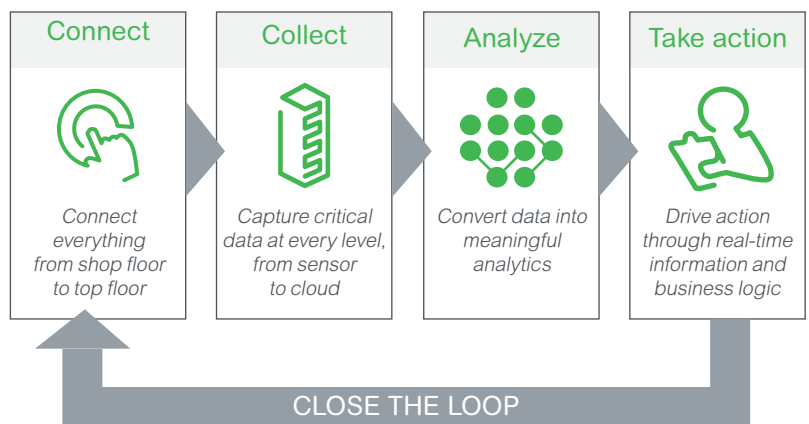 Connect
Connect
everything
from shop floor
to top floor
Collect
Capture critical
data at every level,
from sensor
to cloud
Analyze
Convert data into
meaningful
analytics
Take action
Drive action
through real-time
information and
business logic
CLOSE THE LOOP